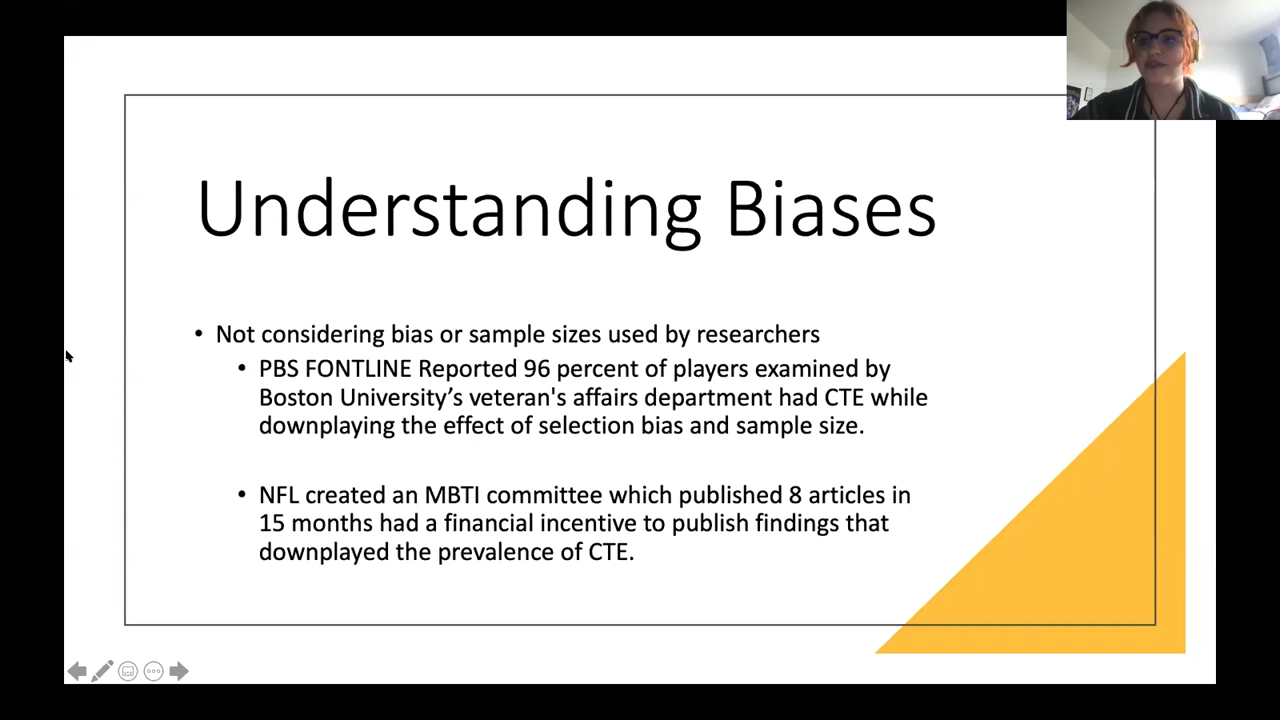 Understanding Biases
• Not considering bias or sample sizes used by researchers
• PBS FONTLINE Reported 96 percent of players examined by
Boston University’s veteran's affairs department had CTE while
downplaying the effect of selection bias and sample size.
• NFL created an MBTI committee which published 8 articles in
15 months had a financial incentive to publish findings that
downplayed the prevalence of CTE.